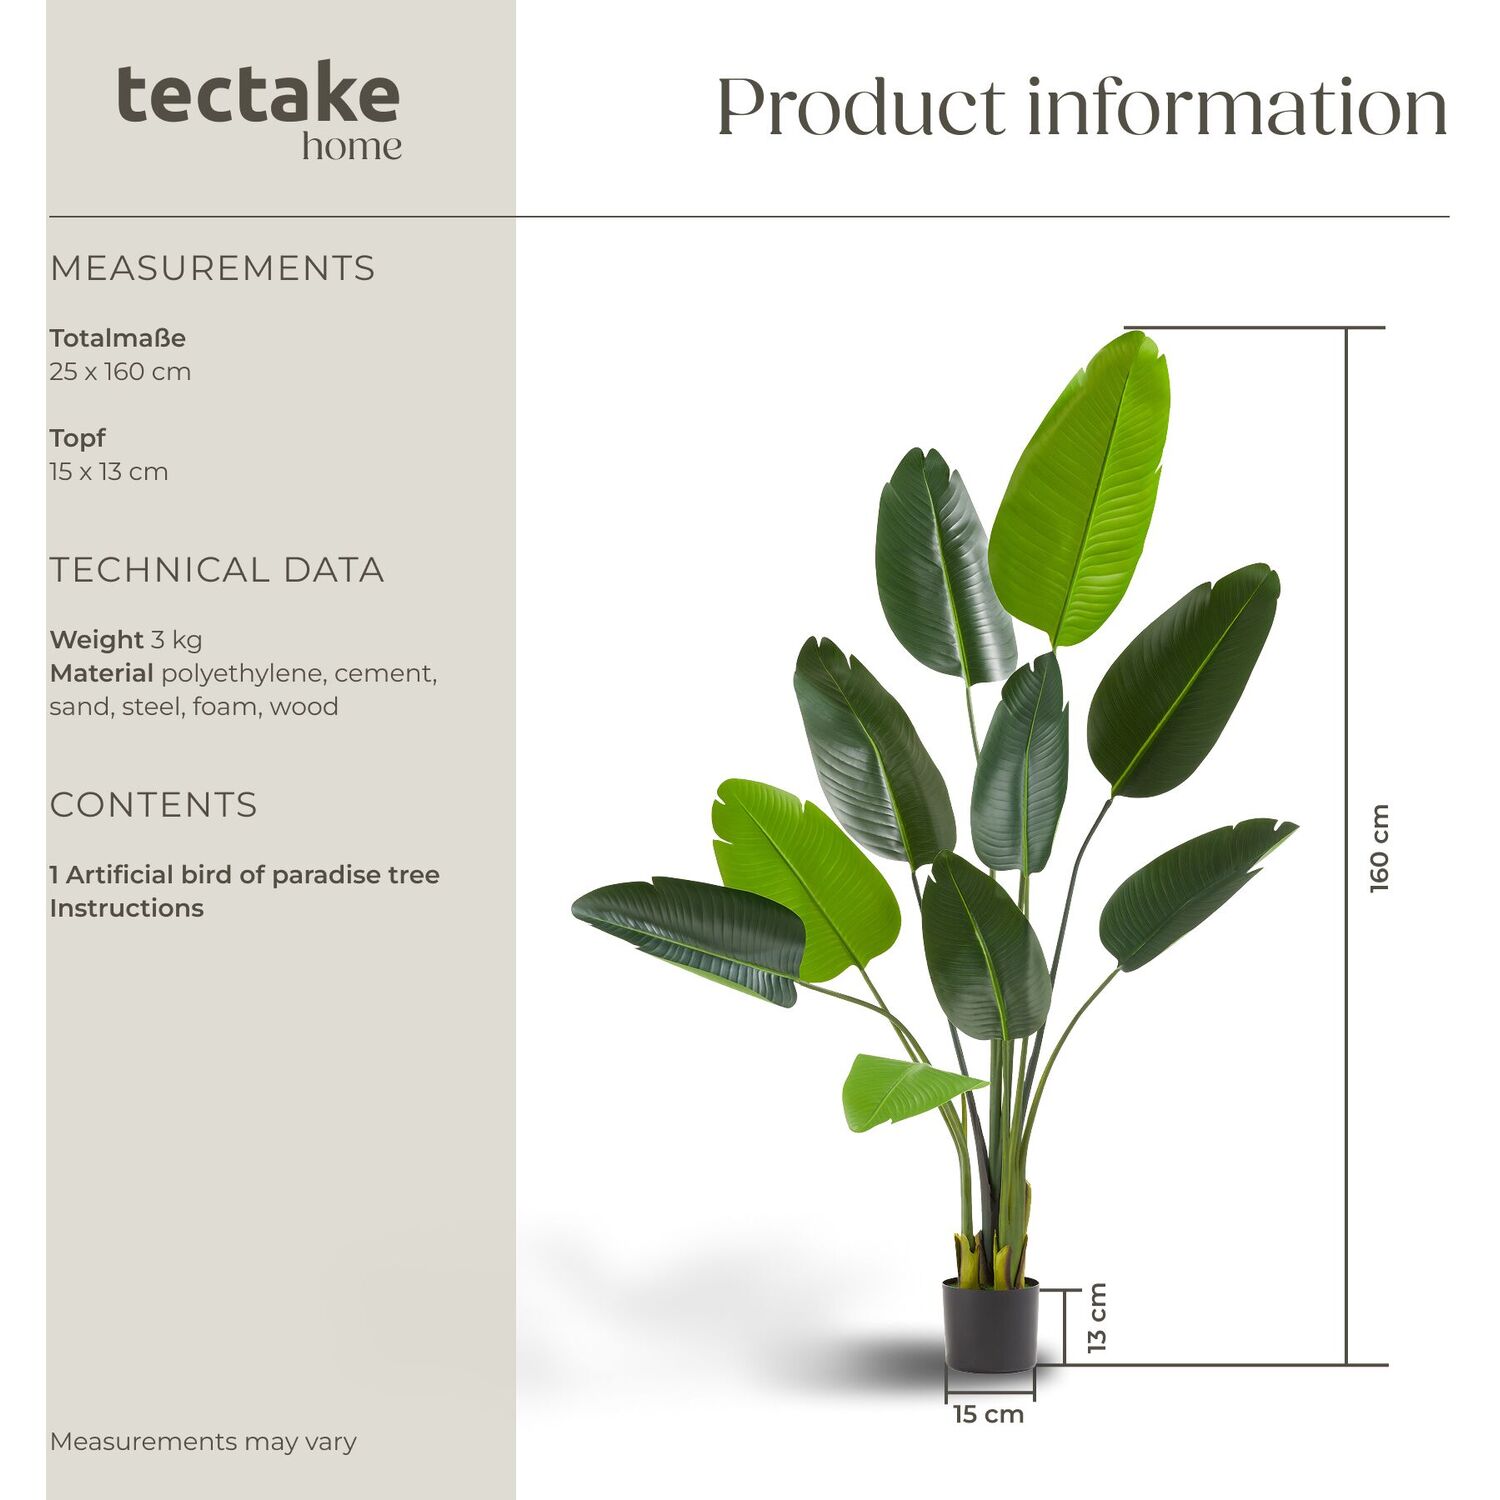 tectake
home
Product information
MEASUREMENTS
Totalmaße
25 x 160 cm
Topf
15 x 13 cm
TECHNICAL DATA
Weight 3 kg
Material polyethylene, cement,
sand, steel, foam, wood
CONTENTS
1 Artificial bird of paradise tree
Instructions
Measurements may vary
160 cm
13 cm
15 cm